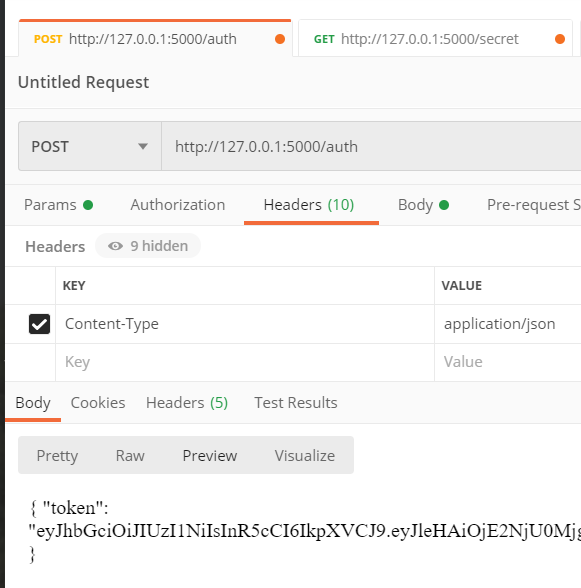 POST http://127.0.0.1:5000/auth GET http://127.0.0.1:5000/secret
Untitled Request
POST http://127.0.0.1:5000/auth
Params Authorization Headers (10) Body Pre-request S
Headers 9 hidden
KEY VALUE
Content-Type application/json
Key Value
Body Cookies Headers (5) Test Results
Pretty Raw Preview Visualize
{ "token":
"eyJhbGciOiJIUzI1NiIsInR5cCI6IkpXVCJ9.eyJleHAiOjE2NjU0Mjg
}